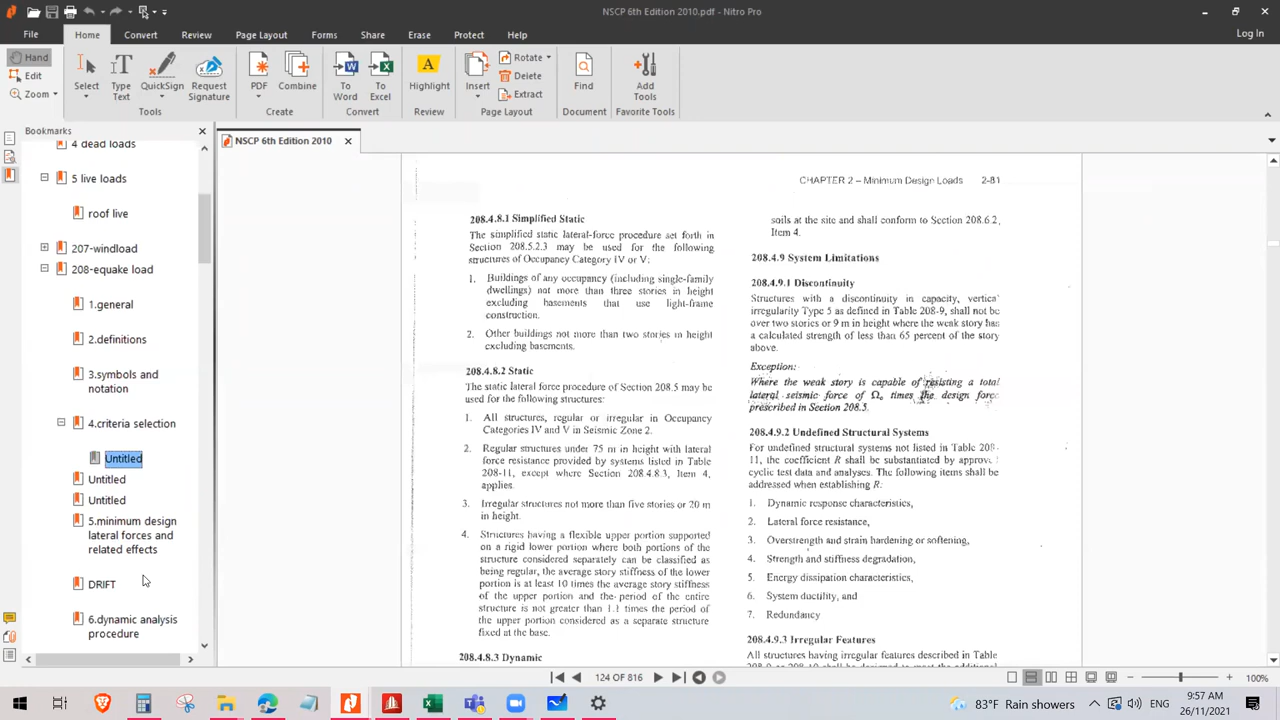 NSCP 6th Edition 2010.pdf - Nitro Pro
File Home Convert Review Page Layout Forms Share Erase Protect Help Log In
Hand
Edit
Zoom
Select
Type Text
QuickSign
Request Signature
Tools
PDF
Combine
Create
To Word
To Excel
Convert
Highlight
Review
Insert
Rotate
Delete
Extract
Page Layout
Find
Document
Add Tools
Favorite Tools
Bookmarks
4 dead loads
5 live loads
roof live
207-windload
208-equake load
1.general
2.definitions
3.symbols and
notation
4.criteria selection
Untitled
Untitled
Untitled
5.minimum design
lateral forces and
related effects
DRIFT
6.dynamic analysis
procedure
NSCP 6th Edition 2010
CHAPTER 2 – Minimum Design Loads 2-81
208.4.8.1 Simplified Static
The simplified static lateral-force procedure set forth in
Section 208.5.2.3 may be used for the following
structures of Occupancy Category IV or V:
1. Buildings of any occupancy (including single-family
dwellings) not more than three stories in height
excluding basements that use light-frame
construction.
2. Other buildings not more than two stories in height
excluding basements.
208.4.8.2 Static
The static lateral force procedure of Section 208.5 may be
used for the following structures:
1. All structures, regular or irregular in Occupancy
Categories IV and V in Seismic Zone 2.
2. Regular structures under 75 m in height with lateral
force resistance provided by systems listed in Table
208-11, except where Section 208.4.8.3, Item 4,
applies.
3. Irregular structures not more than five stories or 20 m
in height.
4. Structures having a flexible upper portion supported
on a rigid lower portion where both portions of the
structure considered separately can be classified as
being regular, the average story stiffness of the lower
portion is at least 10 times the average story stiffness
of the upper portion and the period of the entire
structure is not greater than 1.1 times the period of
the upper portion considered as a separate structure
fixed at the base.
208.4.8.3 Dynamic
soils at the site and shall conform to Section 208.6.2,
Item 4.
208.4.9 System Limitations
208.4.9.1 Discontinuity
Structures with a discontinuity in capacity, vertical
irregularity Type 5 as defined in Table 208-9, shall not be
over two stories or 9 m in height where the weak story has
a calculated strength of less than 65 percent of the story
above.
Exception:
Where the weak story is capable of resisting a total
lateral seismic force of Ωo times the design force
prescribed in Section 208.5.
208.4.9.2 Undefined Structural Systems
For undefined structural systems not listed in Table 208-
11, the coefficient R shall be substantiated by approve
cyclic test data and analyses. The following items shall be
addressed when establishing R:
1. Dynamic response characteristics,
2. Lateral force resistance,
3. Overstrength and strain hardening or softening,
4. Strength and stiffness degradation,
5. Energy dissipation characteristics,
6. System ductility, and
7. Redundancy
208.4.9.3 Irregular Features
All structures having irregular features described in Table
124 OF 816
100%
83°F Rain showers
ENG
9:57 AM
26/11/2021